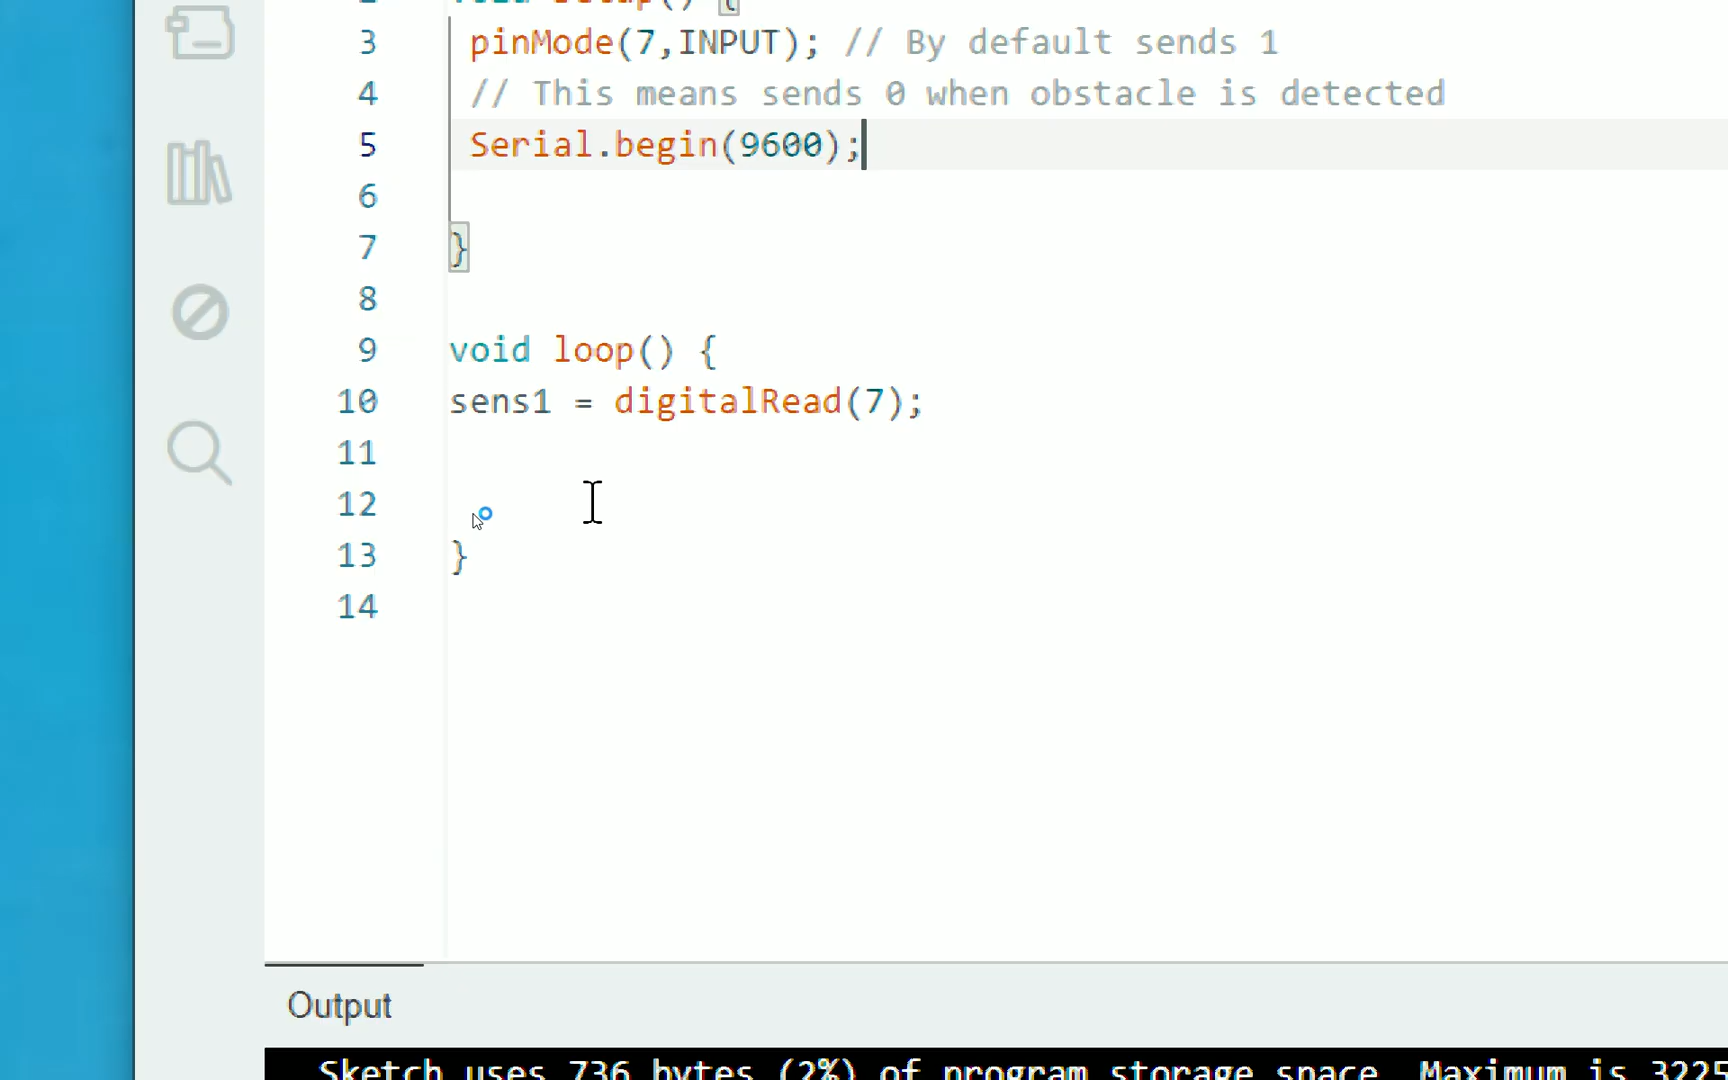 3 pinMode(7,INPUT); // By default sends 1
4 // This means sends 0 when obstacle is detected
5 Serial.begin(9600);
6
7 }
8
9 void loop() {
10 sens1 = digitalRead(7);
11
12
13 }
14
Output
Sketch uses 736 bytes (2%) of program storage space. Maximum is